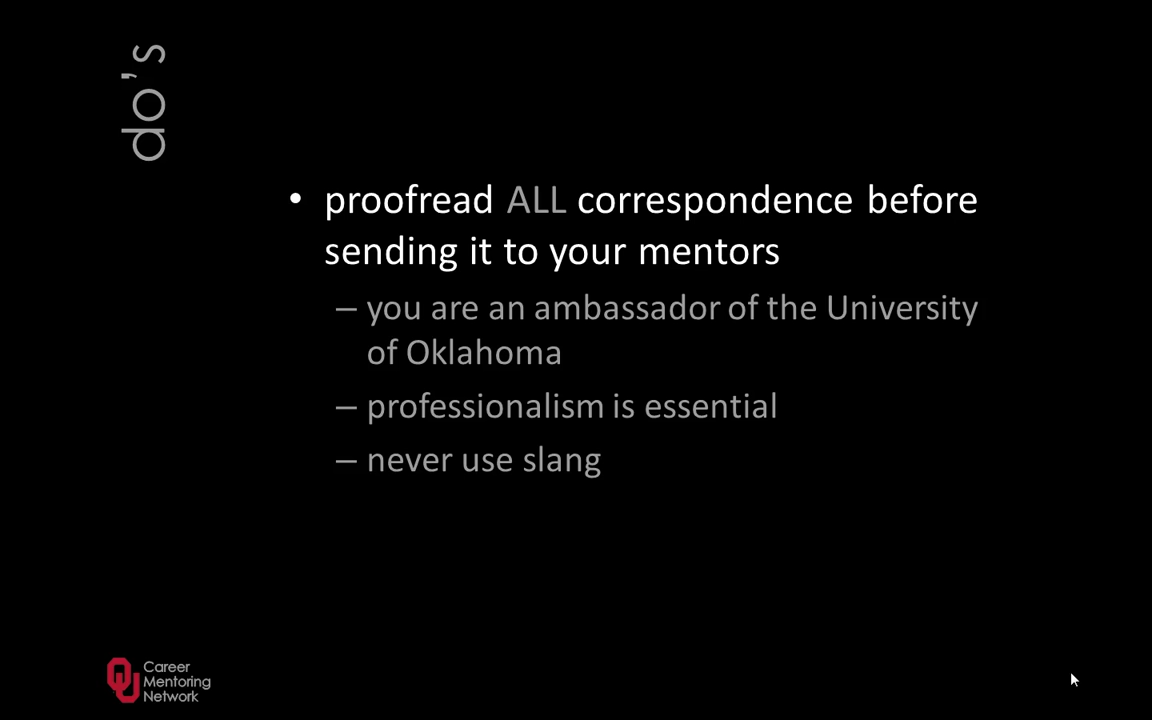 do's
• proofread ALL correspondence before
sending it to your mentors
– you are an ambassador of the University
of Oklahoma
– professionalism is essential
– never use slang
OU
Career
Mentoring
Network